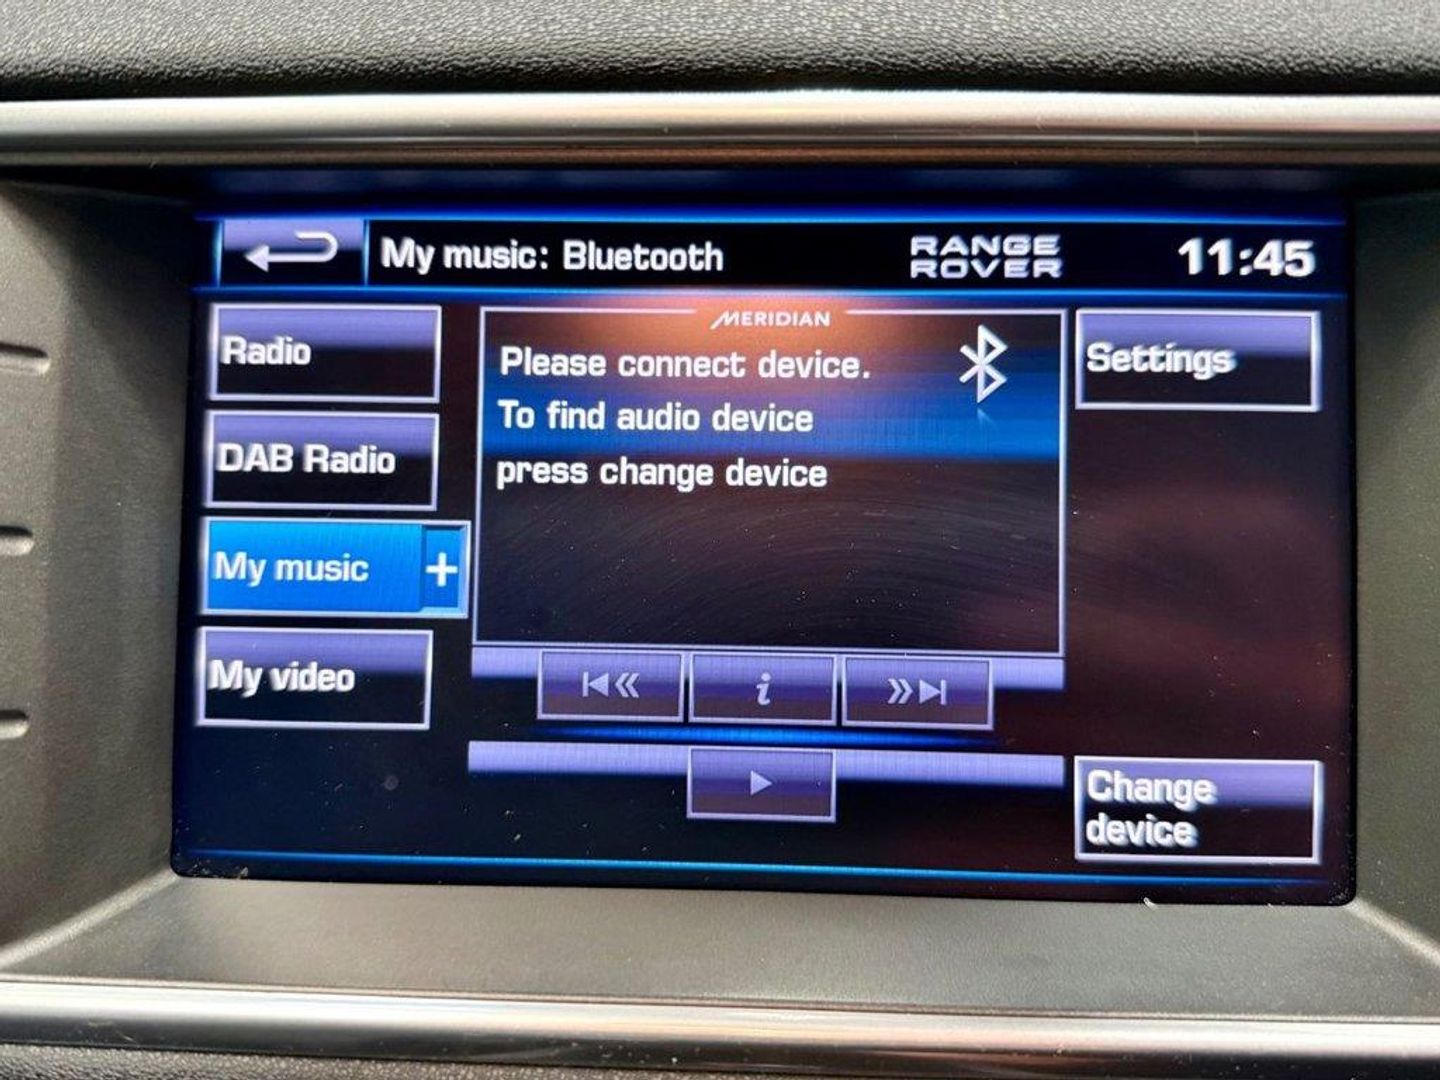 My music: Bluetooth
RANGE
ROVER
11:45
Radio
DAB Radio
My music +
My video
MERIDIAN
Please connect device.
To find audio device
press change device
i
Settings
Change
device